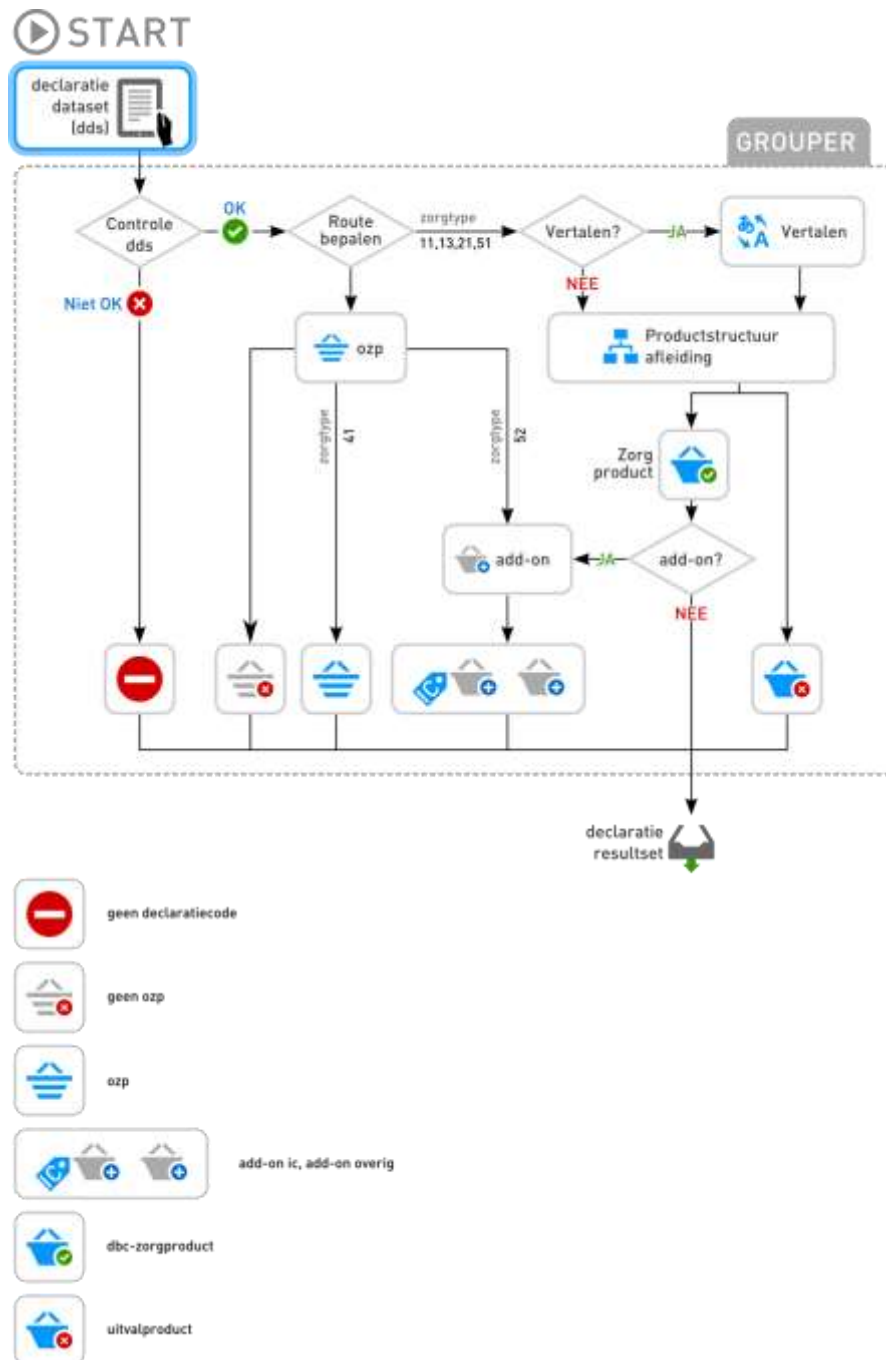 START
declaratie
dataset
(dds)
GROUPER
Controle
dds
OK
Route
bepalen
zorgtype
11,13,21,51
Vertalen?
JA
Vertalen
Niet OK
NEE
ozp
Productstructuur
afleiding
zorgtype
41
zorgtype
52
Zorg
product
add-on
JA
add-on?
NEE
IC
declaratie
resultset
geen declaratiecode
geen ozp
ozp
IC
add-on ic, add-on overig
dbc-zorgproduct
uitvalproduct